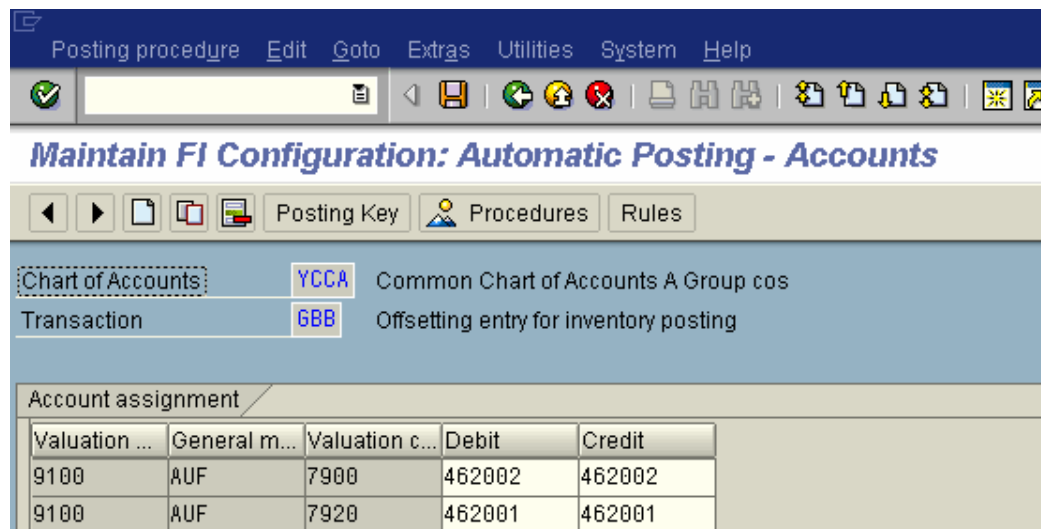 Posting procedure Edit Goto Extras Utilities System Help
Maintain FI Configuration: Automatic Posting - Accounts
Posting Key Procedures Rules
Chart of Accounts YCCA Common Chart of Accounts A Group cos
Transaction GBB Offsetting entry for inventory posting
Account assignment
Valuation ... General m... Valuation c... Debit Credit
9100 AUF 7900 462002 462002
9100 AUF 7920 462001 462001